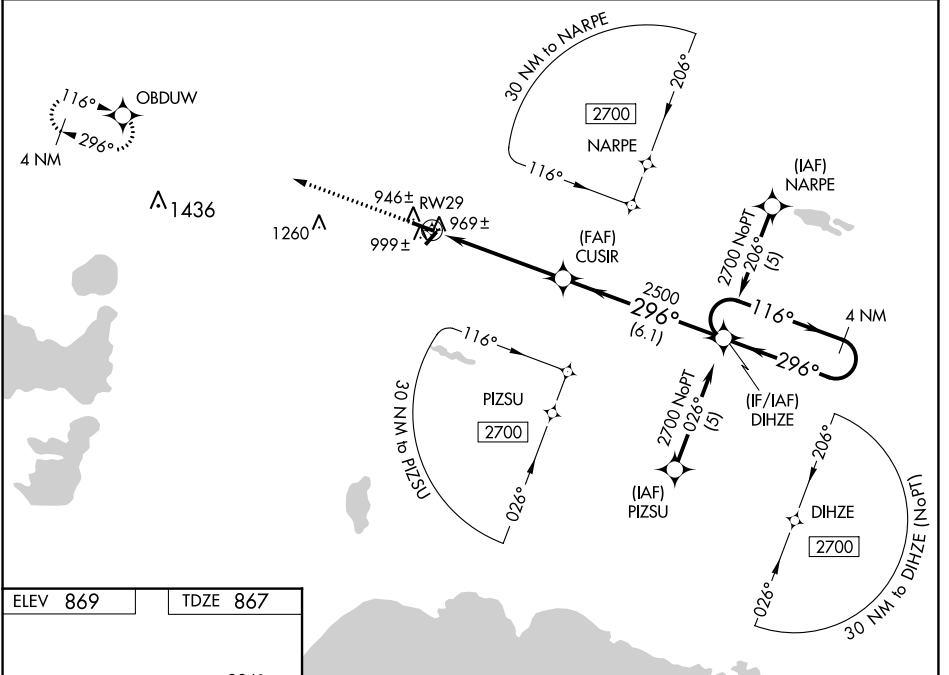 30 NM to NARPE
206°
2700
NARPE
116°
116°
OBDUW
296°
4 NM
1436
1260
946±
RW29
969±
999±
(FAF)
CUSIR
(IAF)
NARPE
2700 NoPT
206°
(5)
2500
296°
(6.1)
116°
4 NM
296°
(IF/IAF)
DIHZE
2700 NoPT
026°
(5)
(IAF)
PIZSU
116°
PIZSU
2700
30 NM to PIZSU
026°
206°
DIHZE
2700
026°
30 NM to DIHZE (NoPT)
ELEV 869
TDZE 867